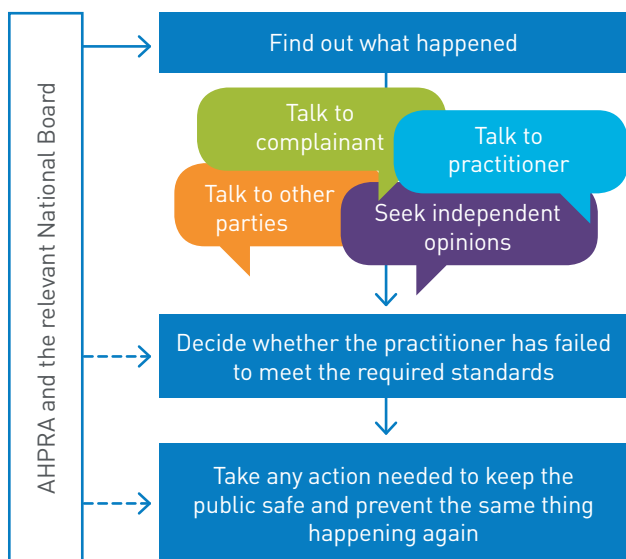 AHPRA and the relevant National Board
Find out what happened
Talk to
complainant
Talk to
practitioner
Talk to other
parties
Seek independent
opinions
Decide whether the practitioner has failed
to meet the required standards
Take any action needed to keep the
public safe and prevent the same thing
happening again